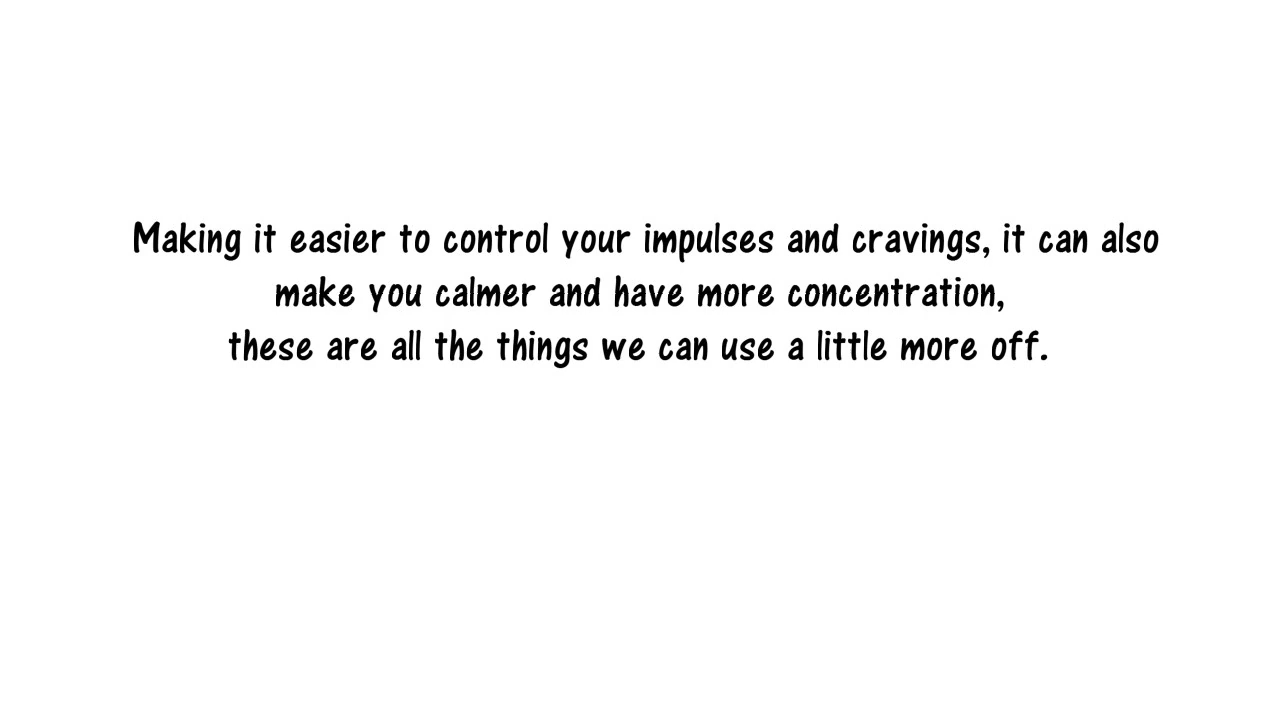 Making it easier to control your impulses and cravings, it can also
make you calmer and have more concentration,
these are all the things we can use a little more off.